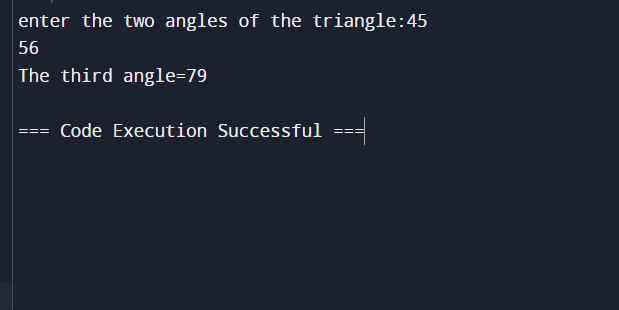 enter the two angles of the triangle:45
56
The third angle=79
=== Code Execution Successful ===